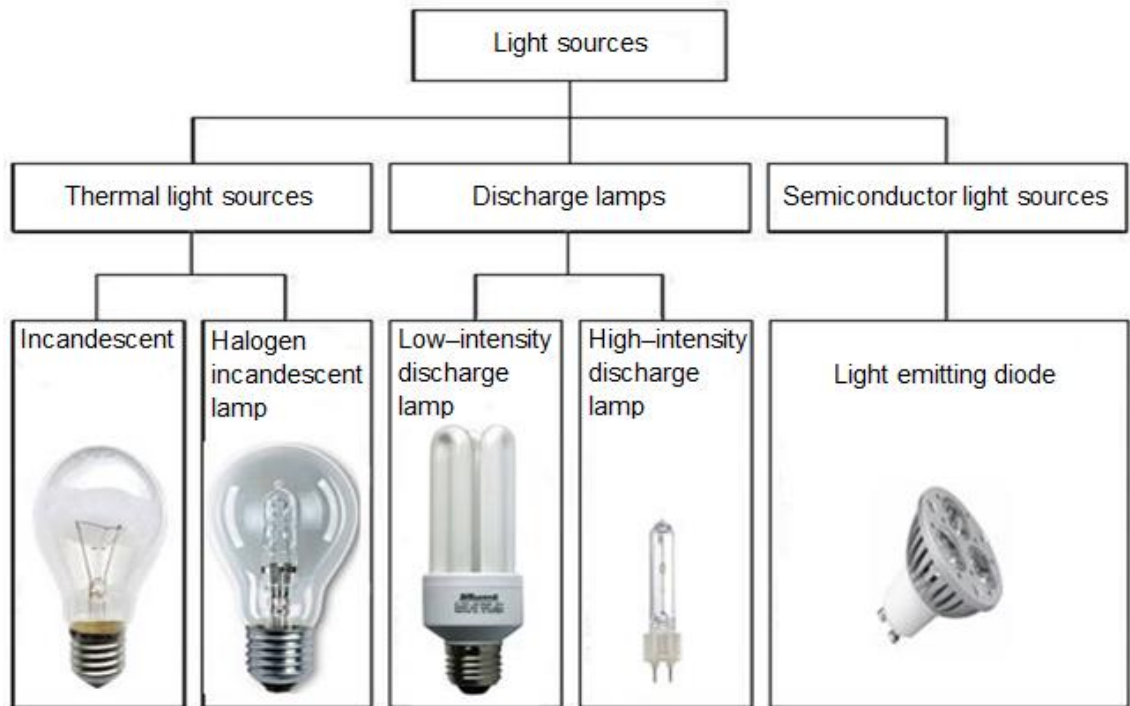 Light sources
Thermal light sources
Discharge lamps
Semiconductor light sources
Incandescent
Halogen
incandescent
lamp
Low–intensity
discharge
lamp
High–intensity
discharge
lamp
Light emitting diode